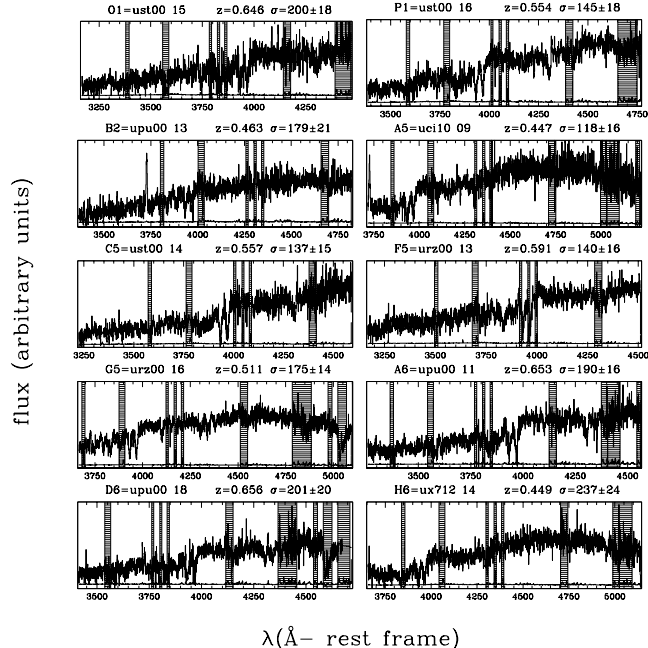 O1=ust00 15 z=0.646 σ=200±18
P1=ust00 16 z=0.554 σ=145±18
3250 3500 3750 4000 4250
3500 3750 4000 4250 4500 4750
B2=upu00 13 z=0.463 σ=179±21
A5=uci10 09 z=0.447 σ=118±16
3500 3750 4000 4250 4500 4750
3750 4000 4250 4500 4750 5000
C5=ust00 14 z=0.557 σ=137±15
F5=urz00 13 z=0.591 σ=140±16
3250 3500 3750 4000 4250 4500
3250 3500 3750 4000 4250 4500
G5=urz00 16 z=0.511 σ=175±14
A6=upu00 11 z=0.653 σ=190±16
3750 4000 4250 4500 4750 5000
3250 3500 3750 4000 4250 4500
D6=upu00 18 z=0.656 σ=201±20
H6=ux712 14 z=0.449 σ=237±24
3500 3750 4000 4250 4500
3750 4000 4250 4500 4750 5000
flux (arbitrary units)
λ(Å− rest frame)